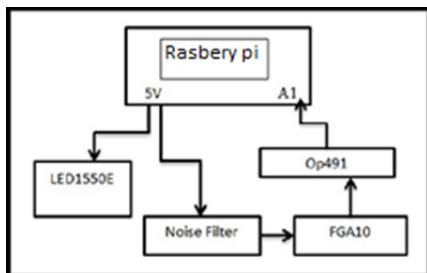 Rasbery pi
5V A1
Op491
LED1550E
Noise Filter FGA10